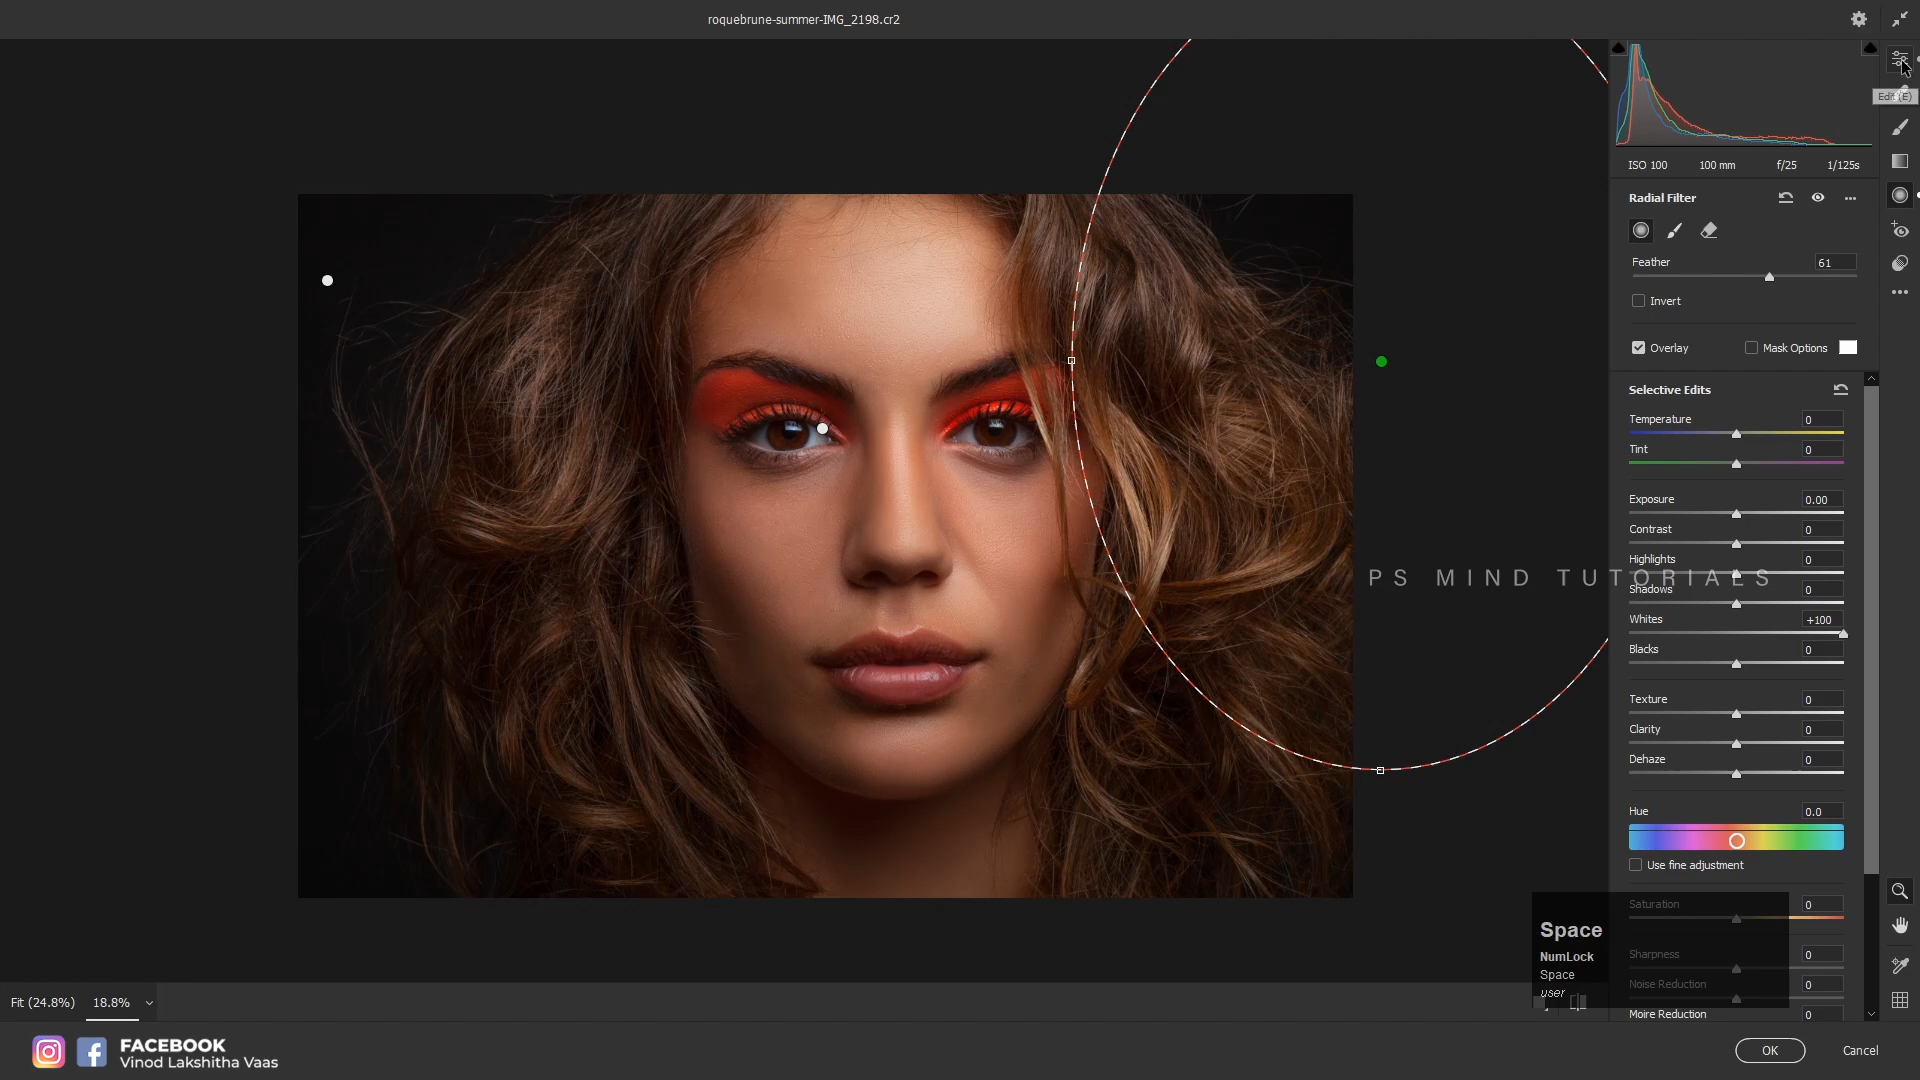 roquebrune-summer-IMG_2198.cr2
Edit (E)
ISO 100 100 mm f/25 1/125s
Radial Filter
Feather 61
Invert
Overlay Mask Options
Selective Edits
Temperature 0
Tint 0
Exposure 0.00
Contrast 0
Highlights 0
PS MIND TUTORIALS
Shadows 0
Whites +100
Blacks 0
Texture 0
Clarity 0
Dehaze 0
Hue 0.0
Use fine adjustment
Saturation 0
Space
NumLock
Space
user
Sharpness 0
Noise Reduction 0
Moire Reduction 0
Fit (24.8%) 18.8%
FACEBOOK
Vinod Lakshitha Vaas
OK Cancel